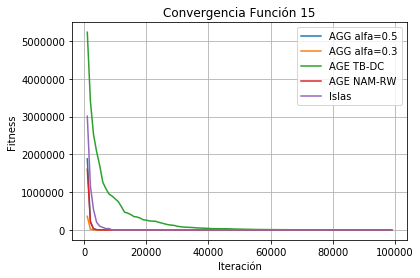 Convergencia Función 15
AGG alfa=0.5
AGG alfa=0.3
AGE TB-DC
AGE NAM-RW
Islas
Fitness
5000000
4000000
3000000
2000000
1000000
0
0 20000 40000 60000 80000 100000
Iteración